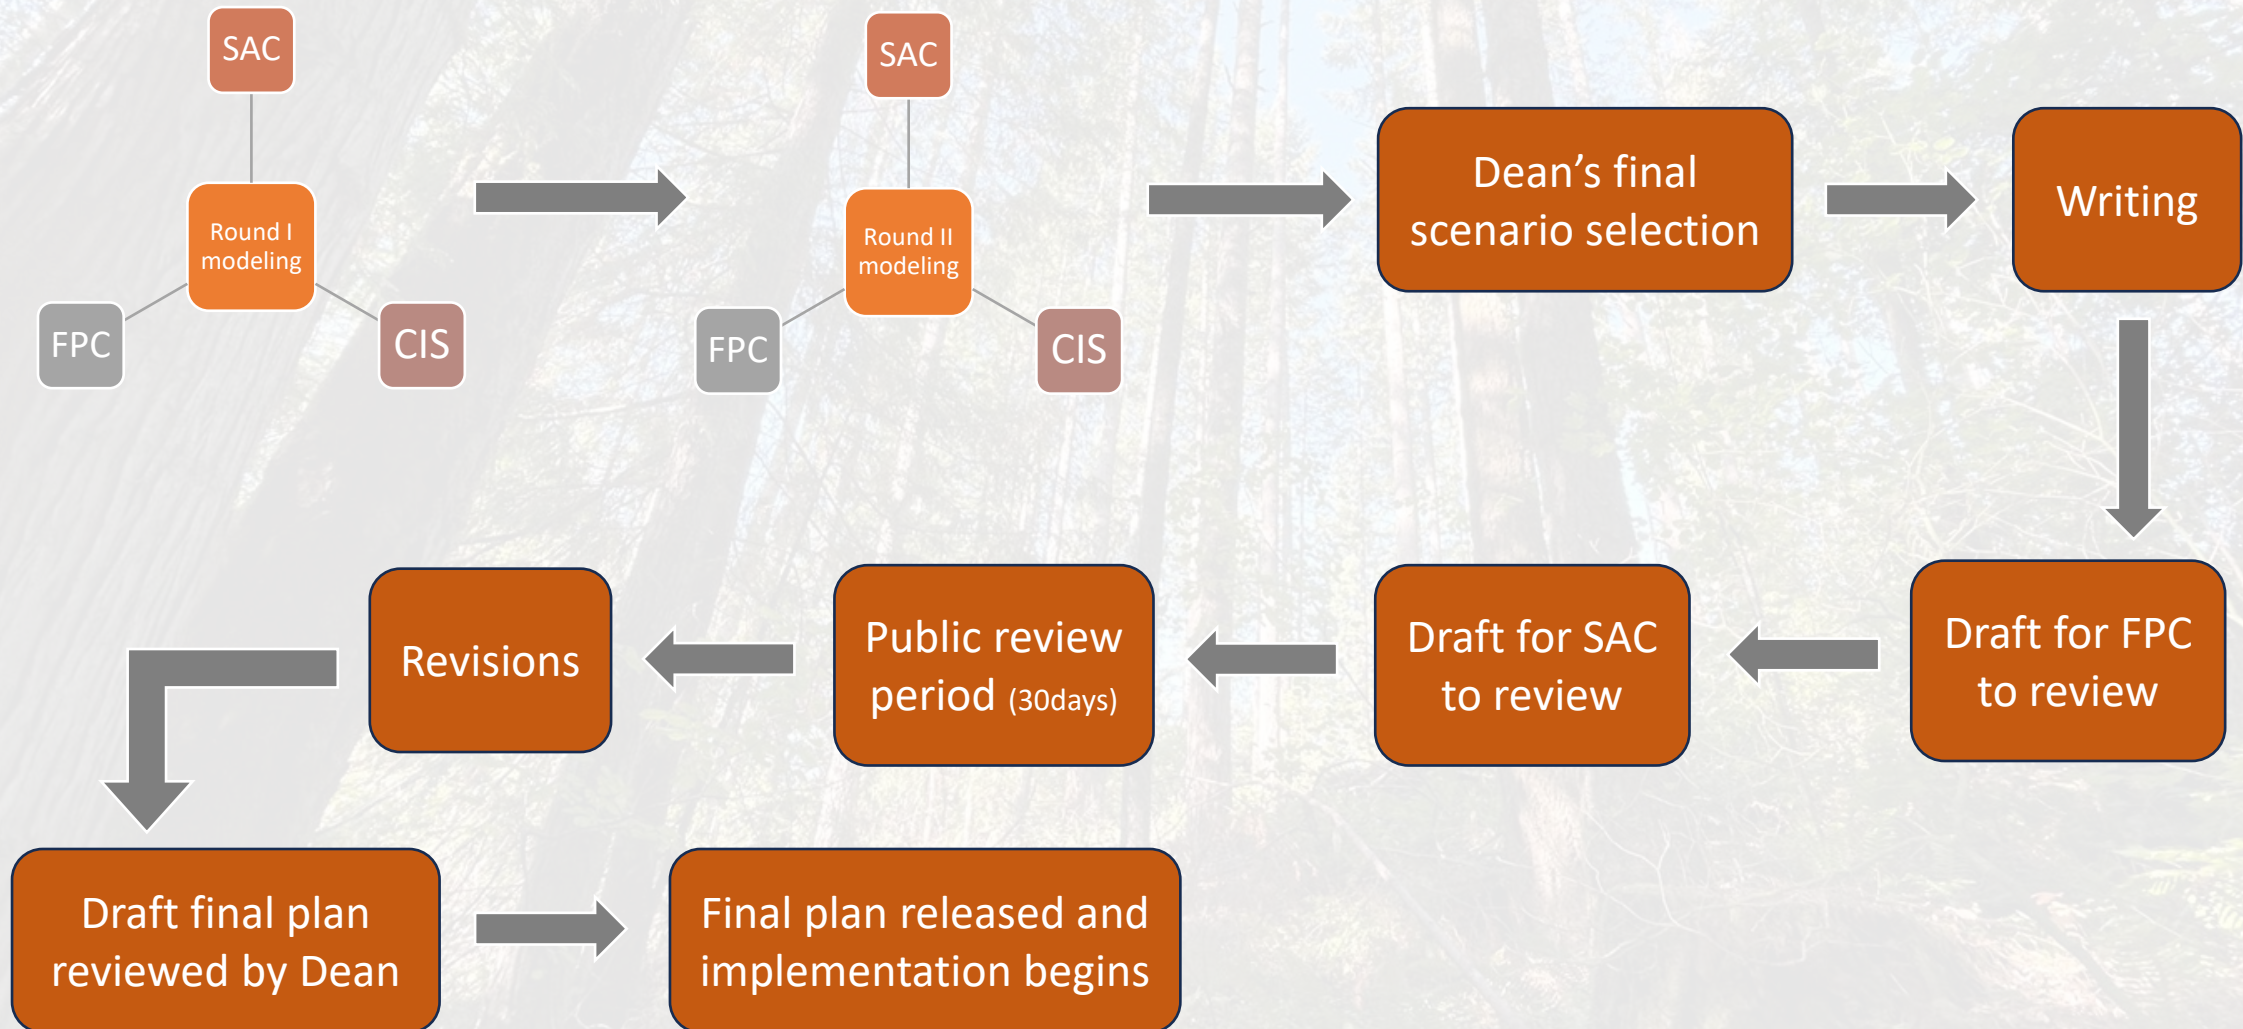 SAC
Round I
modeling
FPC
CIS
SAC
Round II
modeling
FPC
CIS
Dean’s final
scenario selection
Writing
Draft for FPC
to review
Draft for SAC
to review
Public review
period (30days)
Revisions
Draft final plan
reviewed by Dean
Final plan released and
implementation begins